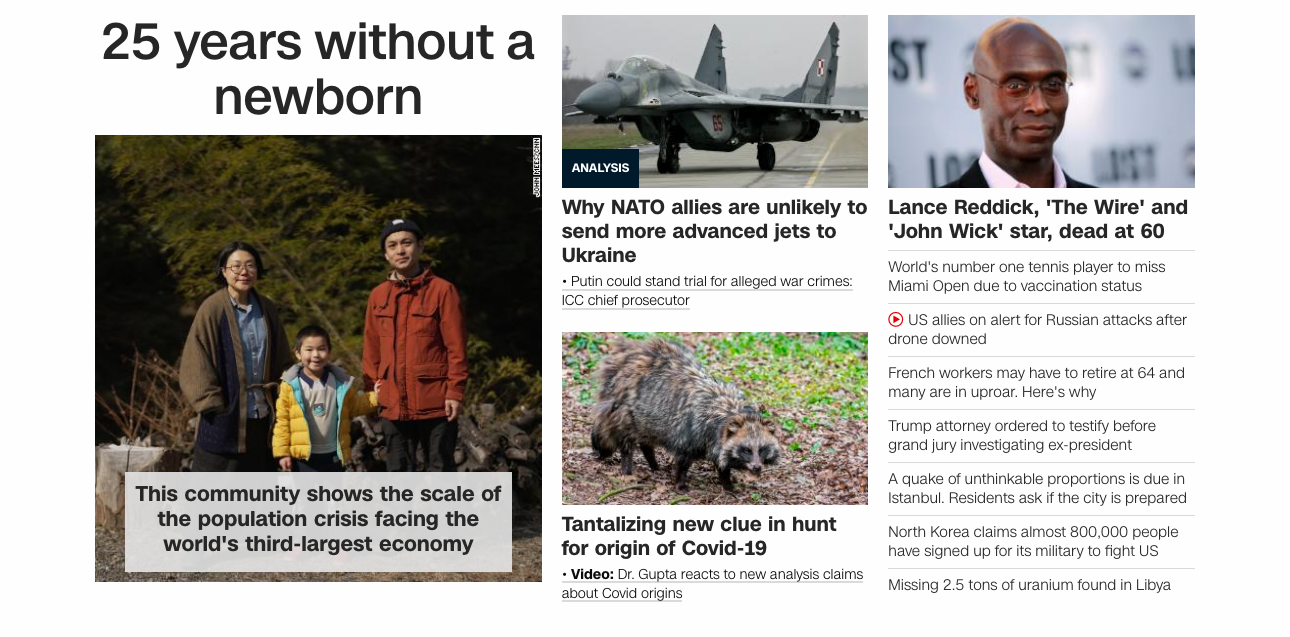 25 years without a
newborn
JOHN MEES/CNN
This community shows the scale of
the population crisis facing the
world's third-largest economy
65
ANALYSIS
Why NATO allies are unlikely to
send more advanced jets to
Ukraine
• Putin could stand trial for alleged war crimes:
ICC chief prosecutor
Tantalizing new clue in hunt
for origin of Covid-19
• Video: Dr. Gupta reacts to new analysis claims
about Covid origins
ST
LOST
LOST
Lance Reddick, 'The Wire' and
'John Wick' star, dead at 60
World's number one tennis player to miss
Miami Open due to vaccination status
US allies on alert for Russian attacks after
drone downed
French workers may have to retire at 64 and
many are in uproar. Here's why
Trump attorney ordered to testify before
grand jury investigating ex-president
A quake of unthinkable proportions is due in
Istanbul. Residents ask if the city is prepared
North Korea claims almost 800,000 people
have signed up for its military to fight US
Missing 2.5 tons of uranium found in Libya